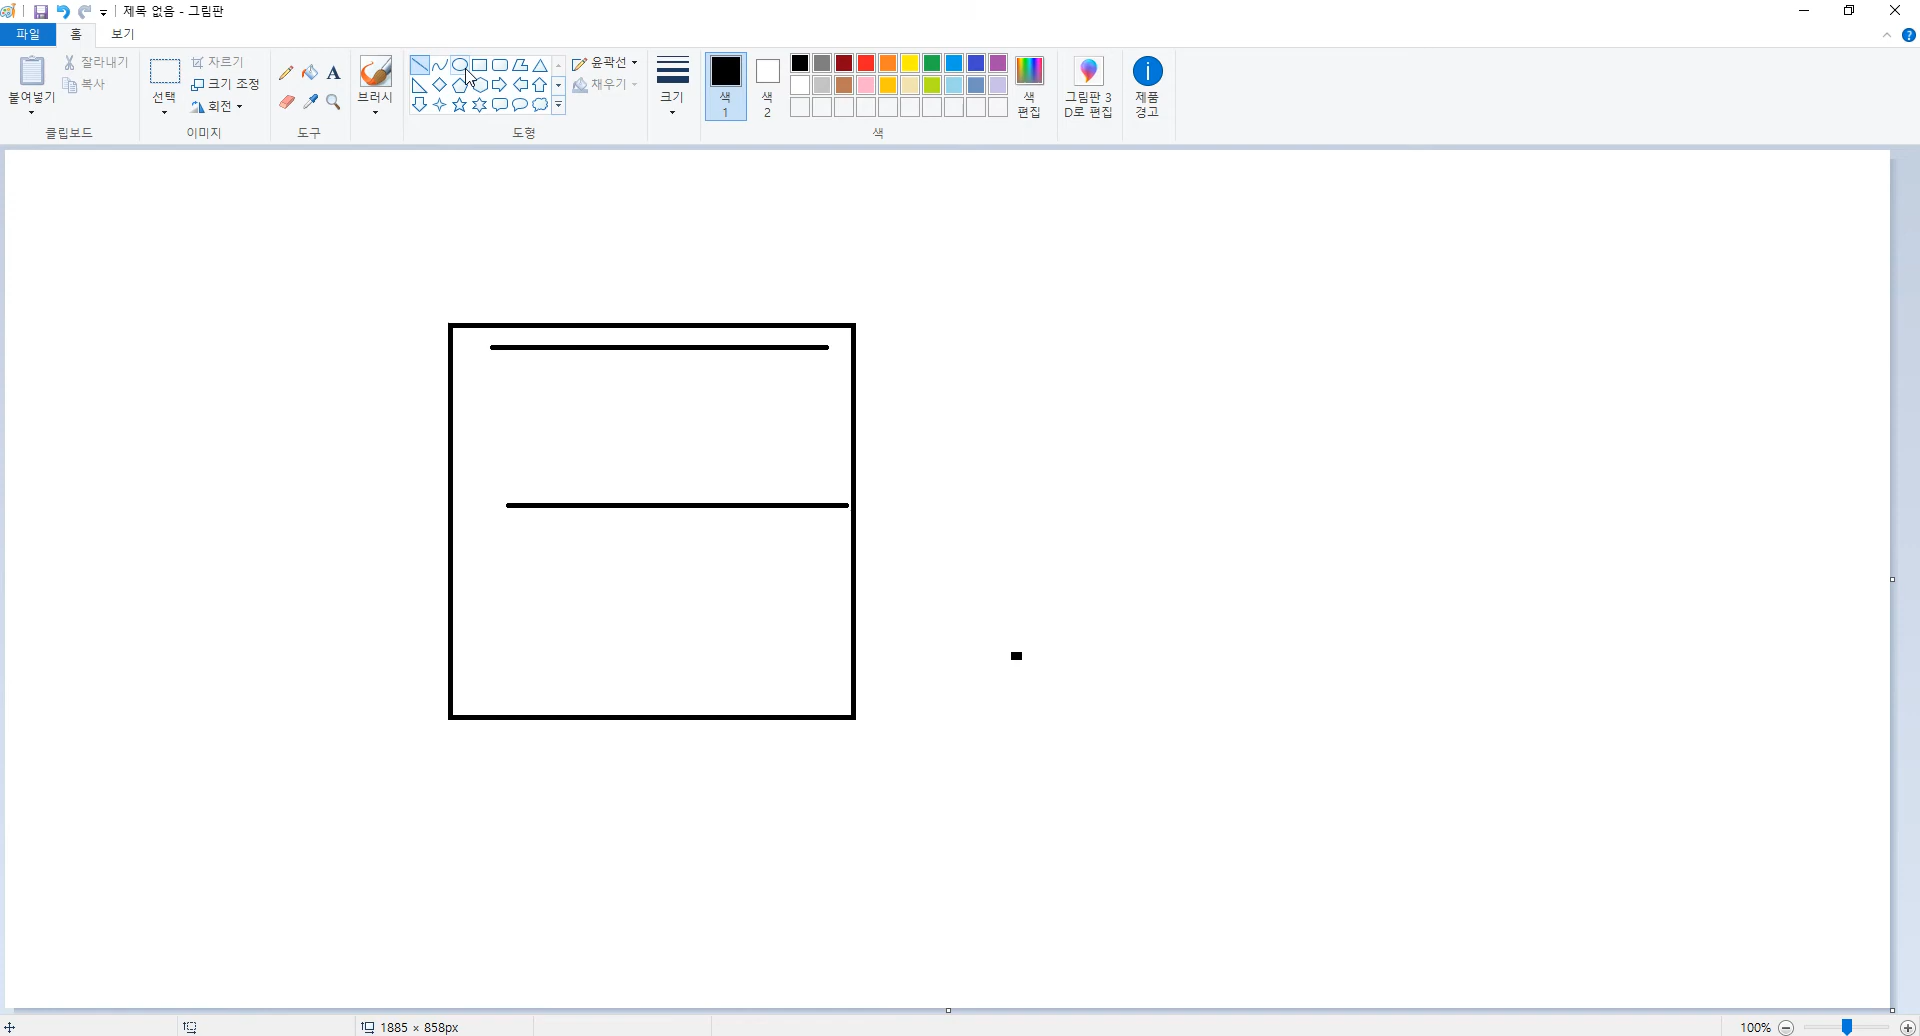 제목 없음 - 그림판
파일 홈 보기
붙여넣기
잘라내기
복사
클립보드
선택
자르기
크기 조정
회전
이미지
A
도구
브러시
윤곽선
채우기
도형
크기
색
1
색
2
색
편집
색
그림판 3
D로 편집
제품
경고
1885 × 858px
100%